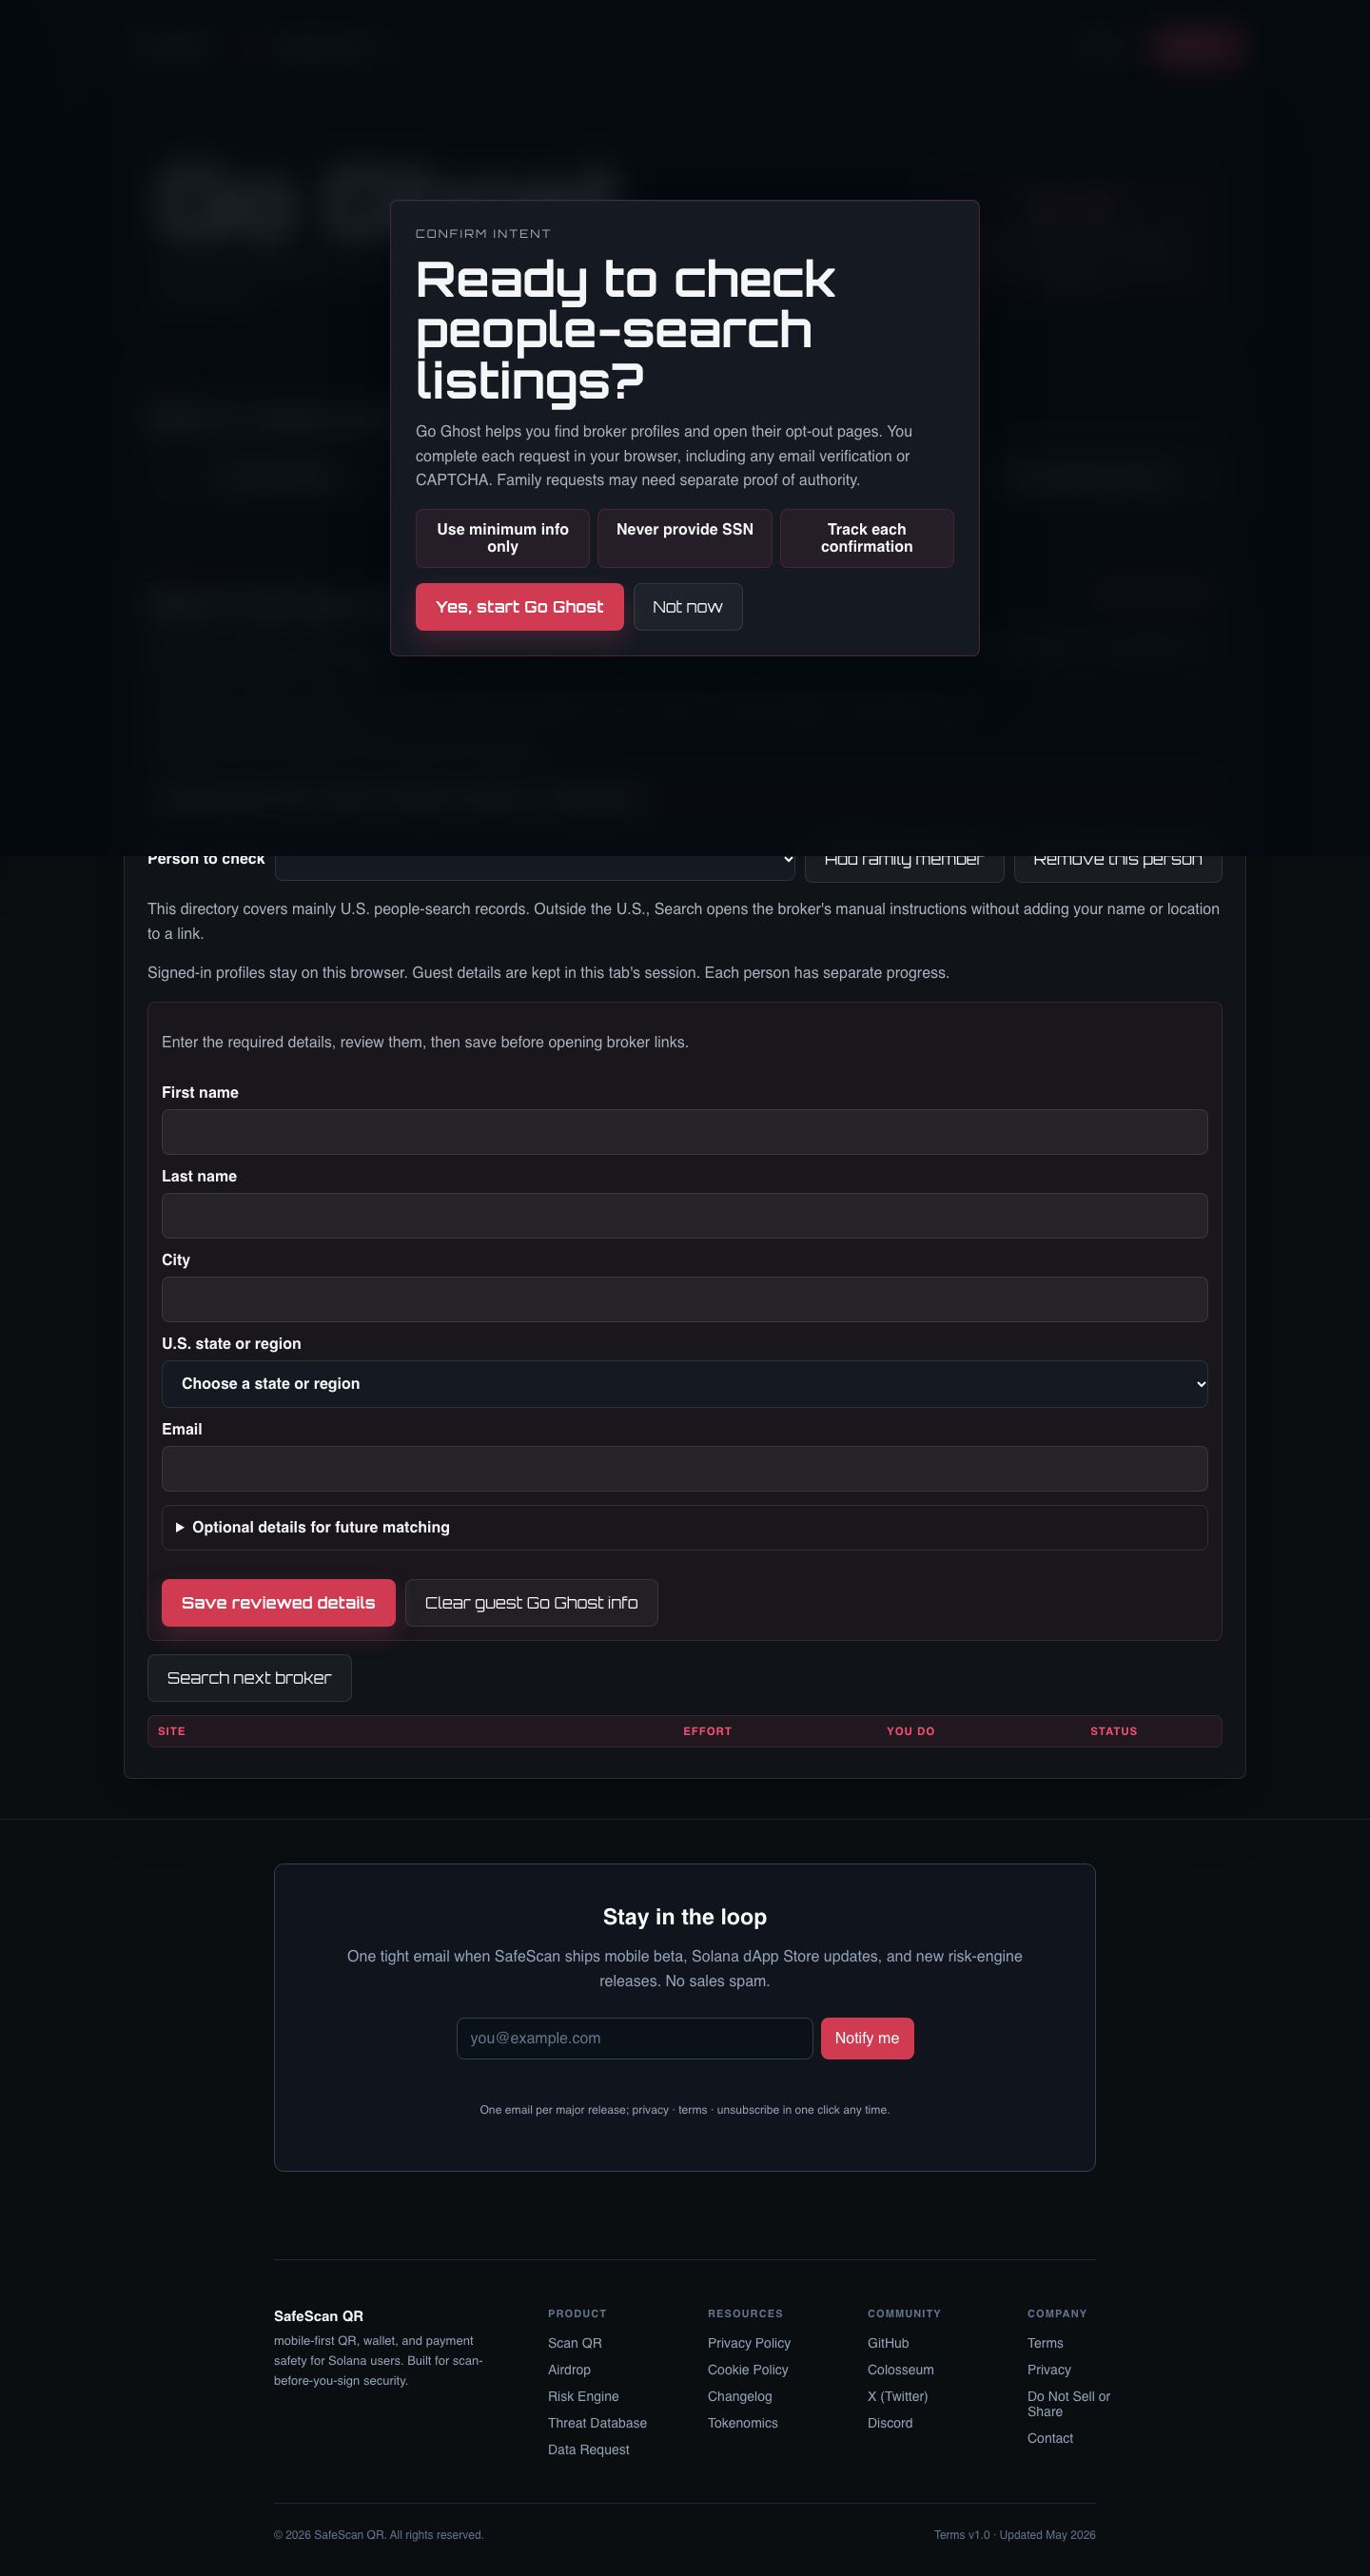 CONFIRM INTENT
Ready to check
people-search
listings?
Go Ghost helps you find broker profiles and open their opt-out pages. You
complete each request in your browser, including any email verification or
CAPTCHA. Family requests may need separate proof of authority.
Use minimum info
only
Never provide SSN
Track each
confirmation
Yes, start Go Ghost
Not now
Person to check
Add family member
Remove this person
This directory covers mainly U.S. people-search records. Outside the U.S., Search opens the broker's manual instructions without adding your name or location
to a link.
Signed-in profiles stay on this browser. Guest details are kept in this tab's session. Each person has separate progress.
Enter the required details, review them, then save before opening broker links.
First name
Last name
City
U.S. state or region
Choose a state or region
Email
Optional details for future matching
Save reviewed details
Clear guest Go Ghost info
Search next broker
SITE
EFFORT
YOU DO
STATUS
Stay in the loop
One tight email when SafeScan ships mobile beta, Solana dApp Store updates, and new risk-engine
releases. No sales spam.
you@example.com
Notify me
One email per major release; privacy · terms · unsubscribe in one click any time.
SafeScan QR
mobile-first QR, wallet, and payment
safety for Solana users. Built for scan-
before-you-sign security.
PRODUCT
Scan QR
Airdrop
Risk Engine
Threat Database
Data Request
RESOURCES
Privacy Policy
Cookie Policy
Changelog
Tokenomics
COMMUNITY
GitHub
Colosseum
X (Twitter)
Discord
COMPANY
Terms
Privacy
Do Not Sell or
Share
Contact
© 2026 SafeScan QR. All rights reserved.
Terms v1.0 · Updated May 2026